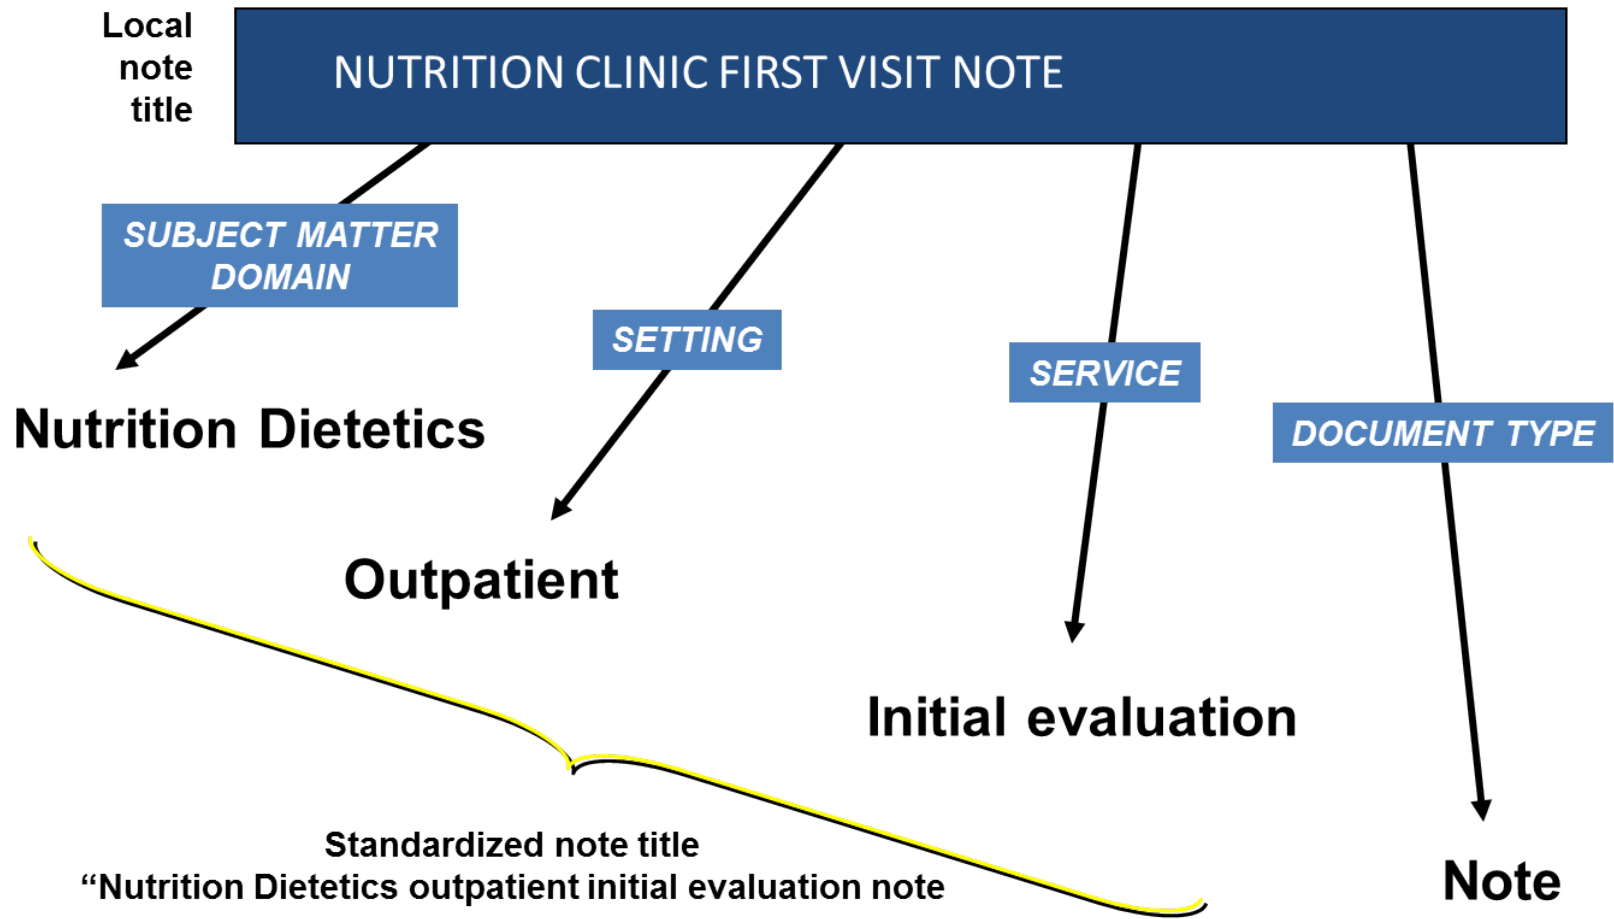 Local
note
title
NUTRITION CLINIC FIRST VISIT NOTE
SUBJECT MATTER
DOMAIN
SETTING
SERVICE
DOCUMENT TYPE
Nutrition Dietetics
Outpatient
Initial evaluation
Note
Standardized note title
“Nutrition Dietetics outpatient initial evaluation note